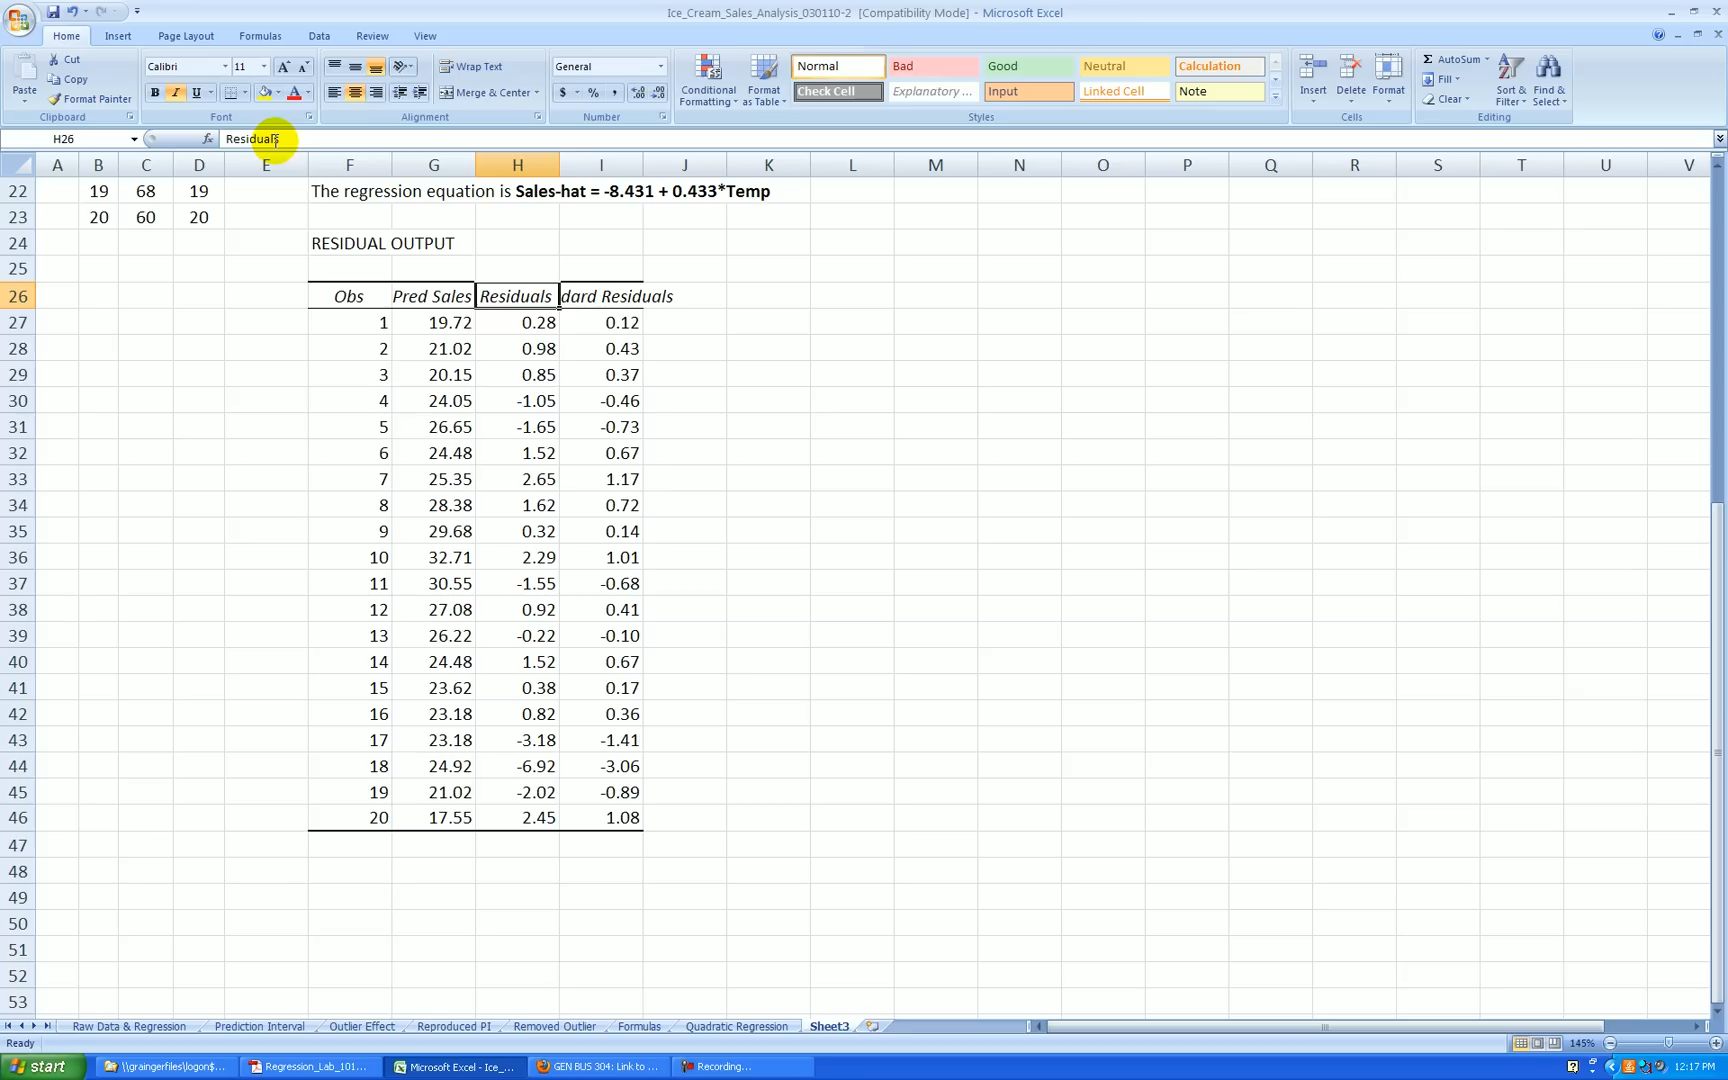 Ice_Cream_Sales_Analysis_030110-2 [Compatibility Mode] - Microsoft Excel
Home Insert Page Layout Formulas Data Review View
Paste Cut Copy Format Painter Clipboard
Calibri 11 B I U A A A Font
Wrap Text Merge & Center Alignment
General $ % , Number
Conditional Formatting Format as Table Normal Bad Good Neutral Calculation
Check Cell Explanatory ... Input Linked Cell Note Styles
Insert Delete Format Cells
Σ AutoSum Fill Clear Sort & Filter Find & Select Editing
H26 fx Residuals
A B C D E F G H I J K L M N O P Q R S T U V
22 19 68 19 The regression equation is Sales-hat = -8.431 + 0.433*Temp
23 20 60 20
24 RESIDUAL OUTPUT
25
26 Obs Pred Sales Residuals dard Residuals
27 1 19.72 0.28 0.12
28 2 21.02 0.98 0.43
29 3 20.15 0.85 0.37
30 4 24.05 -1.05 -0.46
31 5 26.65 -1.65 -0.73
32 6 24.48 1.52 0.67
33 7 25.35 2.65 1.17
34 8 28.38 1.62 0.72
35 9 29.68 0.32 0.14
36 10 32.71 2.29 1.01
37 11 30.55 -1.55 -0.68
38 12 27.08 0.92 0.41
39 13 26.22 -0.22 -0.10
40 14 24.48 1.52 0.67
41 15 23.62 0.38 0.17
42 16 23.18 0.82 0.36
43 17 23.18 -3.18 -1.41
44 18 24.92 -6.92 -3.06
45 19 21.02 -2.02 -0.89
46 20 17.55 2.45 1.08
47
48
49
50
51
52
53
Raw Data & Regression Prediction Interval Outlier Effect Reproduced PI Removed Outlier Formulas Quadratic Regression Sheet3
Ready 145%
start \\graingerfiles\logon$... Regression_Lab_101... Microsoft Excel - Ice_... GEN BUS 304: Link to ... Recording... 12:17 PM